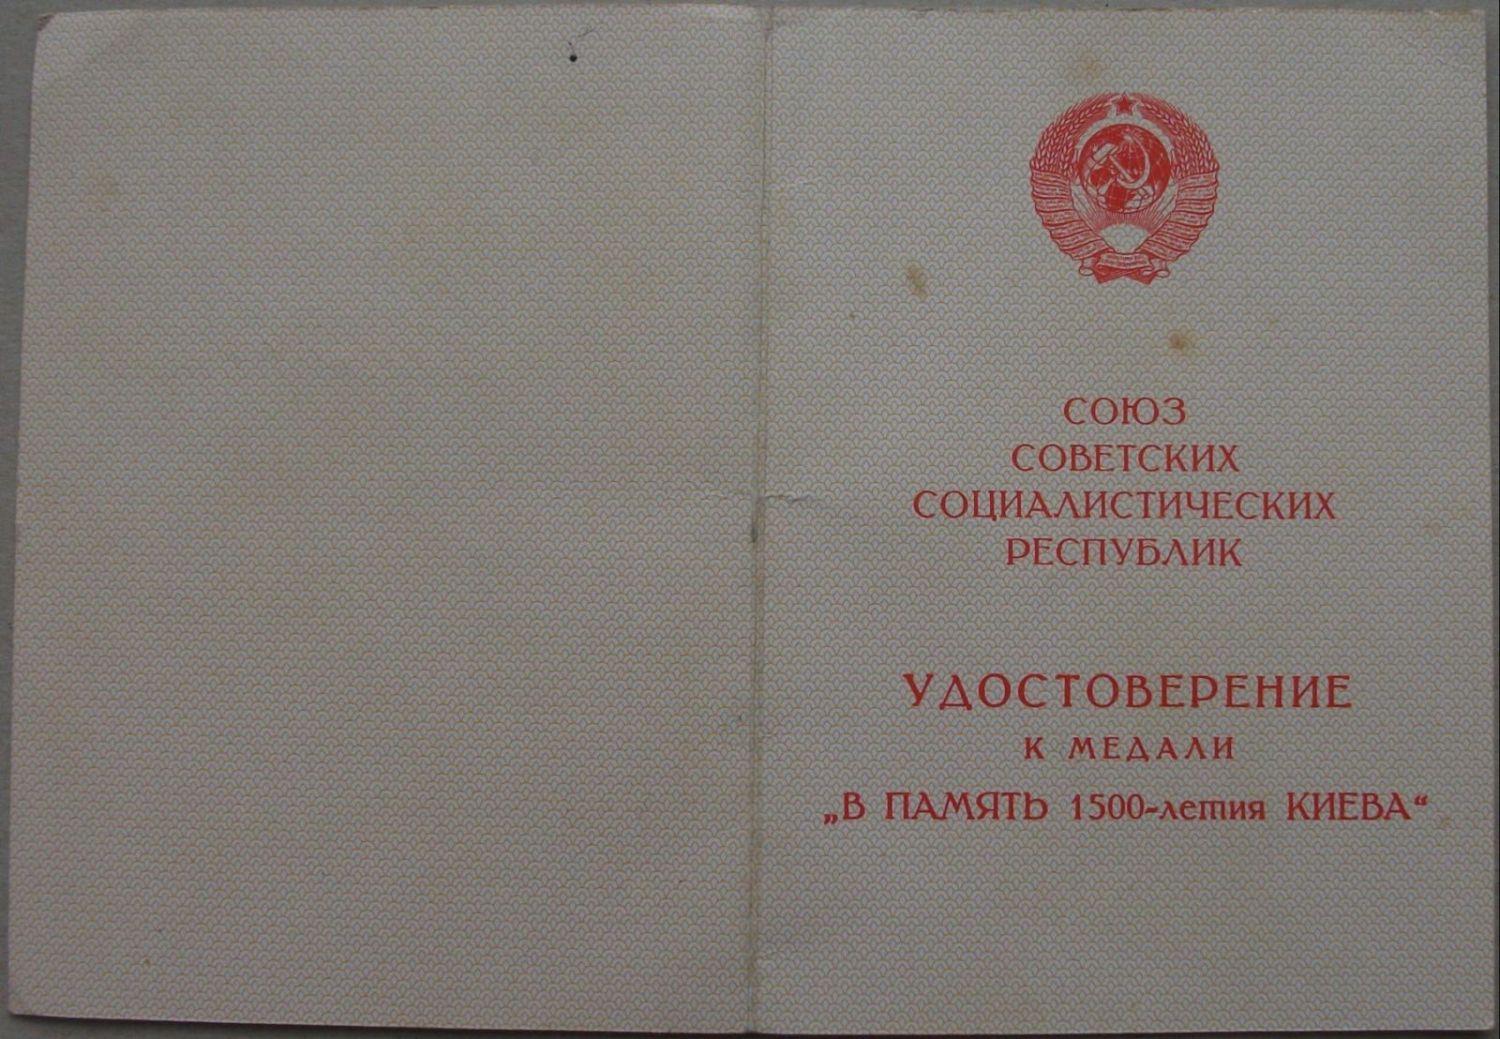 СОЮЗ
СОВЕТСКИХ
СОЦИАЛИСТИЧЕСКИХ
РЕСПУБЛИК
УДОСТОВЕРЕНИЕ
К МЕДАЛИ
„В ПАМЯТЬ 1500-летия КИЕВА“